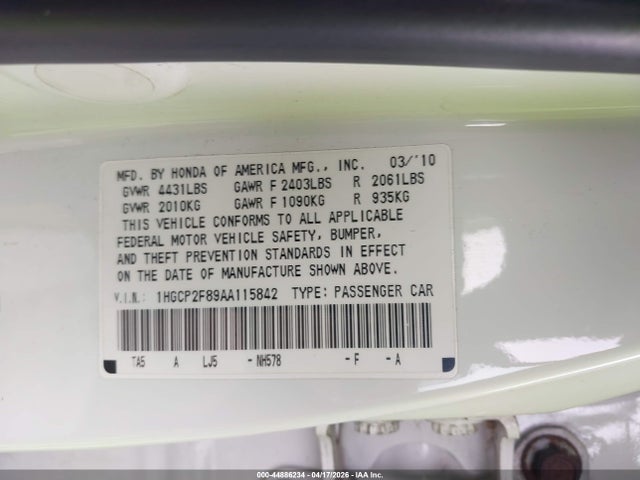 MFD. BY HONDA OF AMERICA MFG., INC. 03/'10
GVWR 4431LBS GAWR F 2403LBS R 2061LBS
GVWR 2010KG GAWR F 1090KG R 935KG
THIS VEHICLE CONFORMS TO ALL APPLICABLE
FEDERAL MOTOR VEHICLE SAFETY, BUMPER,
AND THEFT PREVENTION STANDARDS IN EFFECT
ON THE DATE OF MANUFACTURE SHOWN ABOVE.
V.I.N.: 1HGCP2F89AA115842 TYPE: PASSENGER CAR
TA5 A LJ5 -NH578 -F -A
000-44886234 - 04/17/2026 - IAA Inc.